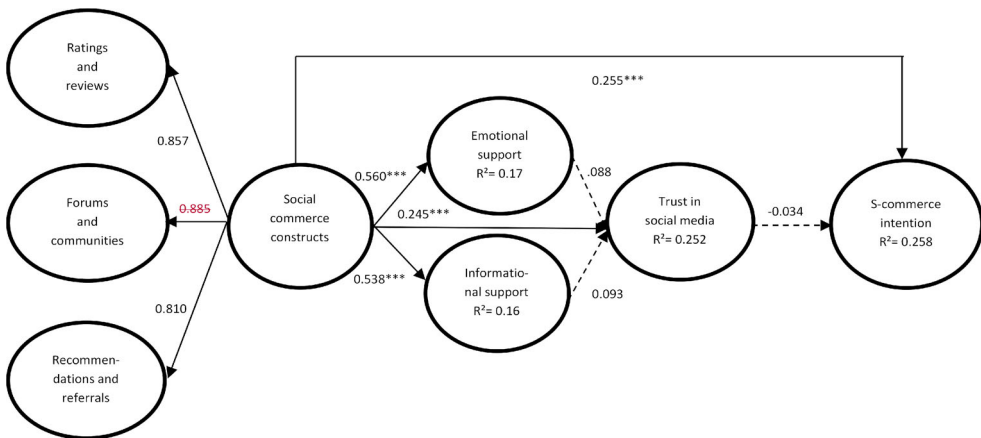 Ratings
and
reviews
0.857
Forums
and
communities
0.885
Recommen-
dations and
referrals
0.810
Social
commerce
constructs
0.560***
0.245***
0.538***
Emotional
support
R²= 0.17
Informatio-
nal support
R²= 0.16
.088
0.093
Trust in
social media
R²= 0.252
-0.034
0.255***
S-commerce
intention
R²= 0.258